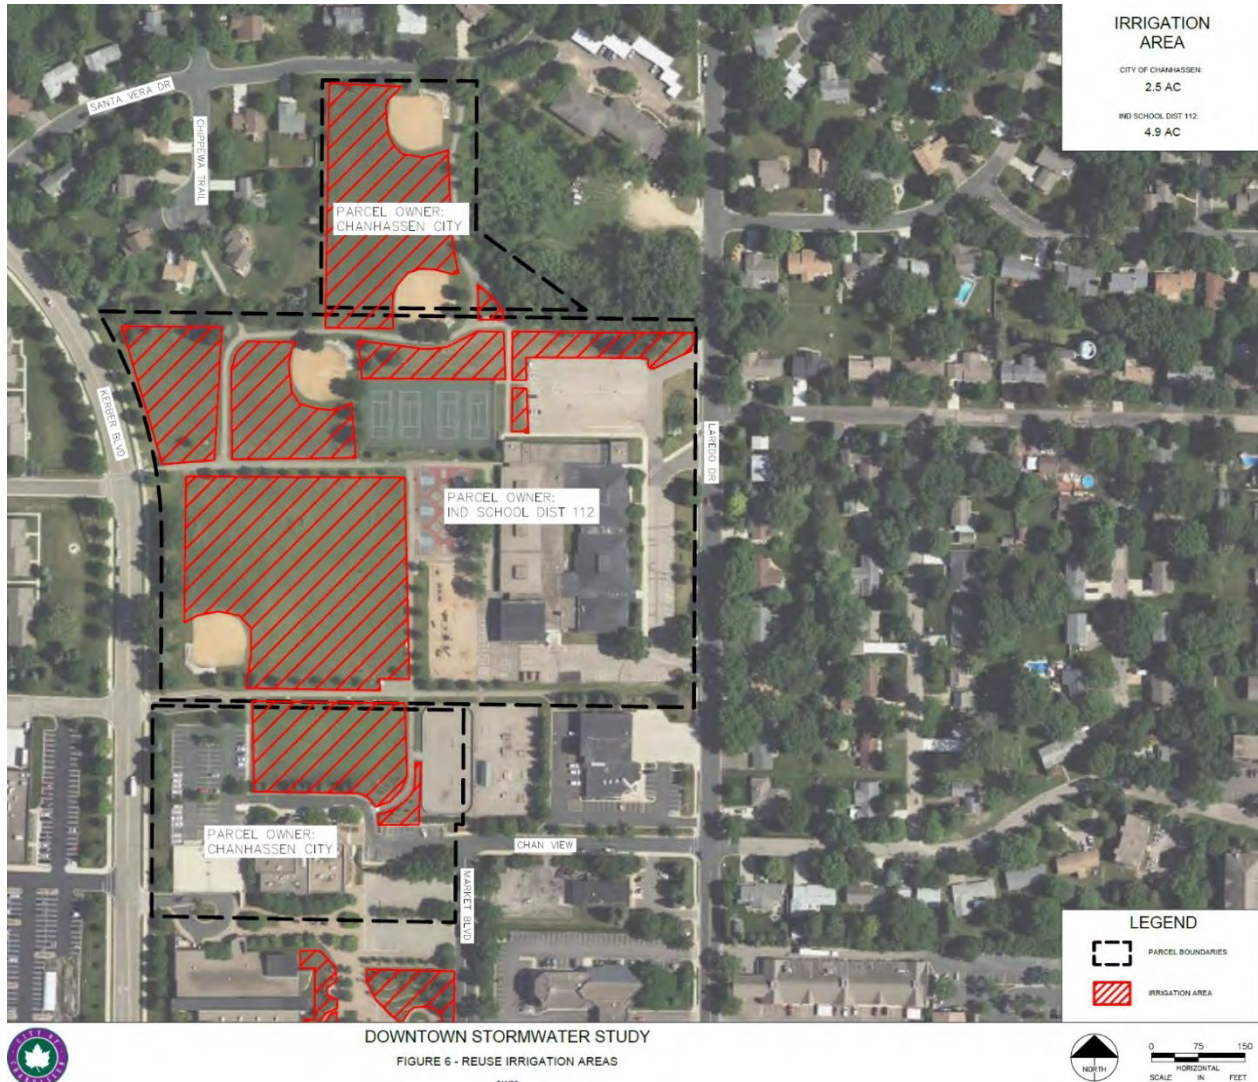 IRRIGATION
AREA
CITY OF CHANHASSEN:
2.5 AC
IND SCHOOL DIST 112:
4.9 AC
SANTA VERA DR
CHIPPEWA TRAIL
PARCEL OWNER:
CHANHASSEN CITY
KERBER BLVD
LAREDO DR
PARCEL OWNER:
IND SCHOOL DIST 112
PARCEL OWNER:
CHANHASSEN CITY
CHAN VIEW
MARKET BLVD
LEGEND
PARCEL BOUNDARIES
IRRIGATION AREA
DOWNTOWN STORMWATER STUDY
FIGURE 6 - REUSE IRRIGATION AREAS
CITY OF
CHANHASSEN
NORTH
0 75 150
HORIZONTAL
SCALE IN FEET